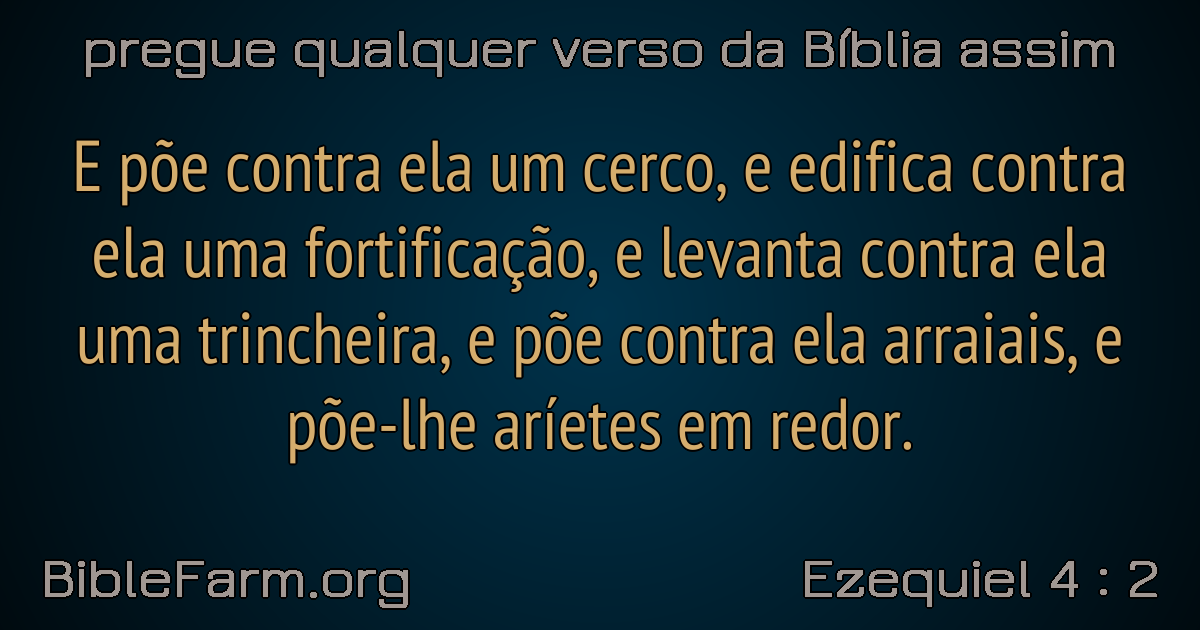 pregue qualquer verso da Bíblia assim
E põe contra ela um cerco, e edifica contra
ela uma fortificação, e levanta contra ela
uma trincheira, e põe contra ela arraiais, e
põe-lhe aríetes em redor.
BibleFarm.org
Ezequiel 4 : 2